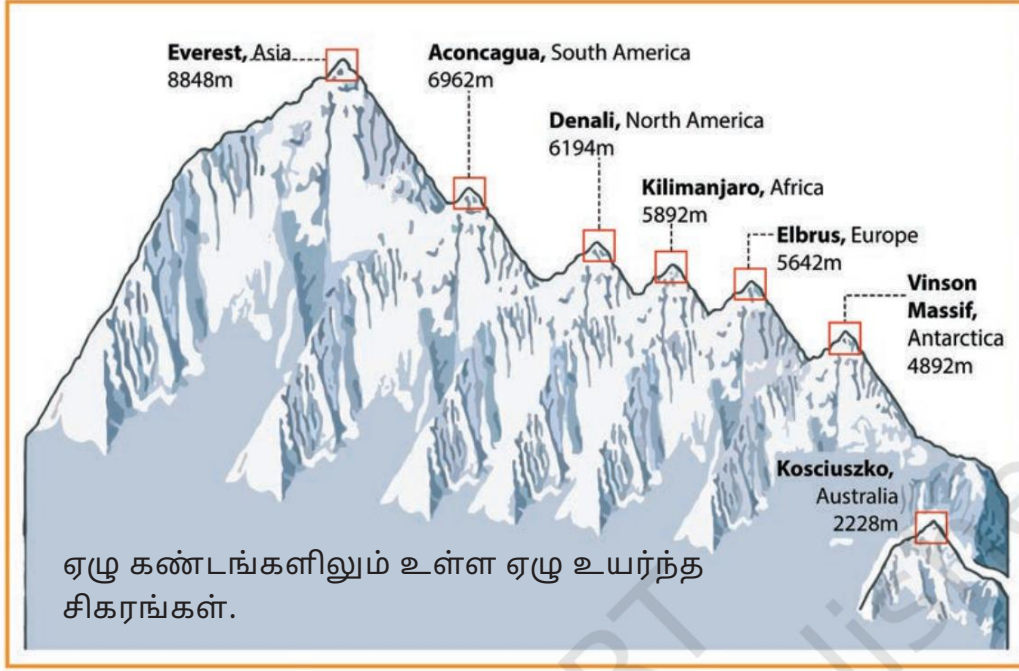 Everest, Asia
8848m
Aconcagua, South America
6962m
Denali, North America
6194m
Kilimanjaro, Africa
5892m
Elbrus, Europe
5642m
Vinson
Massif,
Antarctica
4892m
Kosciuszko,
Australia
2228m
ஏழு கண்டங்களிலும் உள்ள ஏழு உயர்ந்த
சிகரங்கள்.